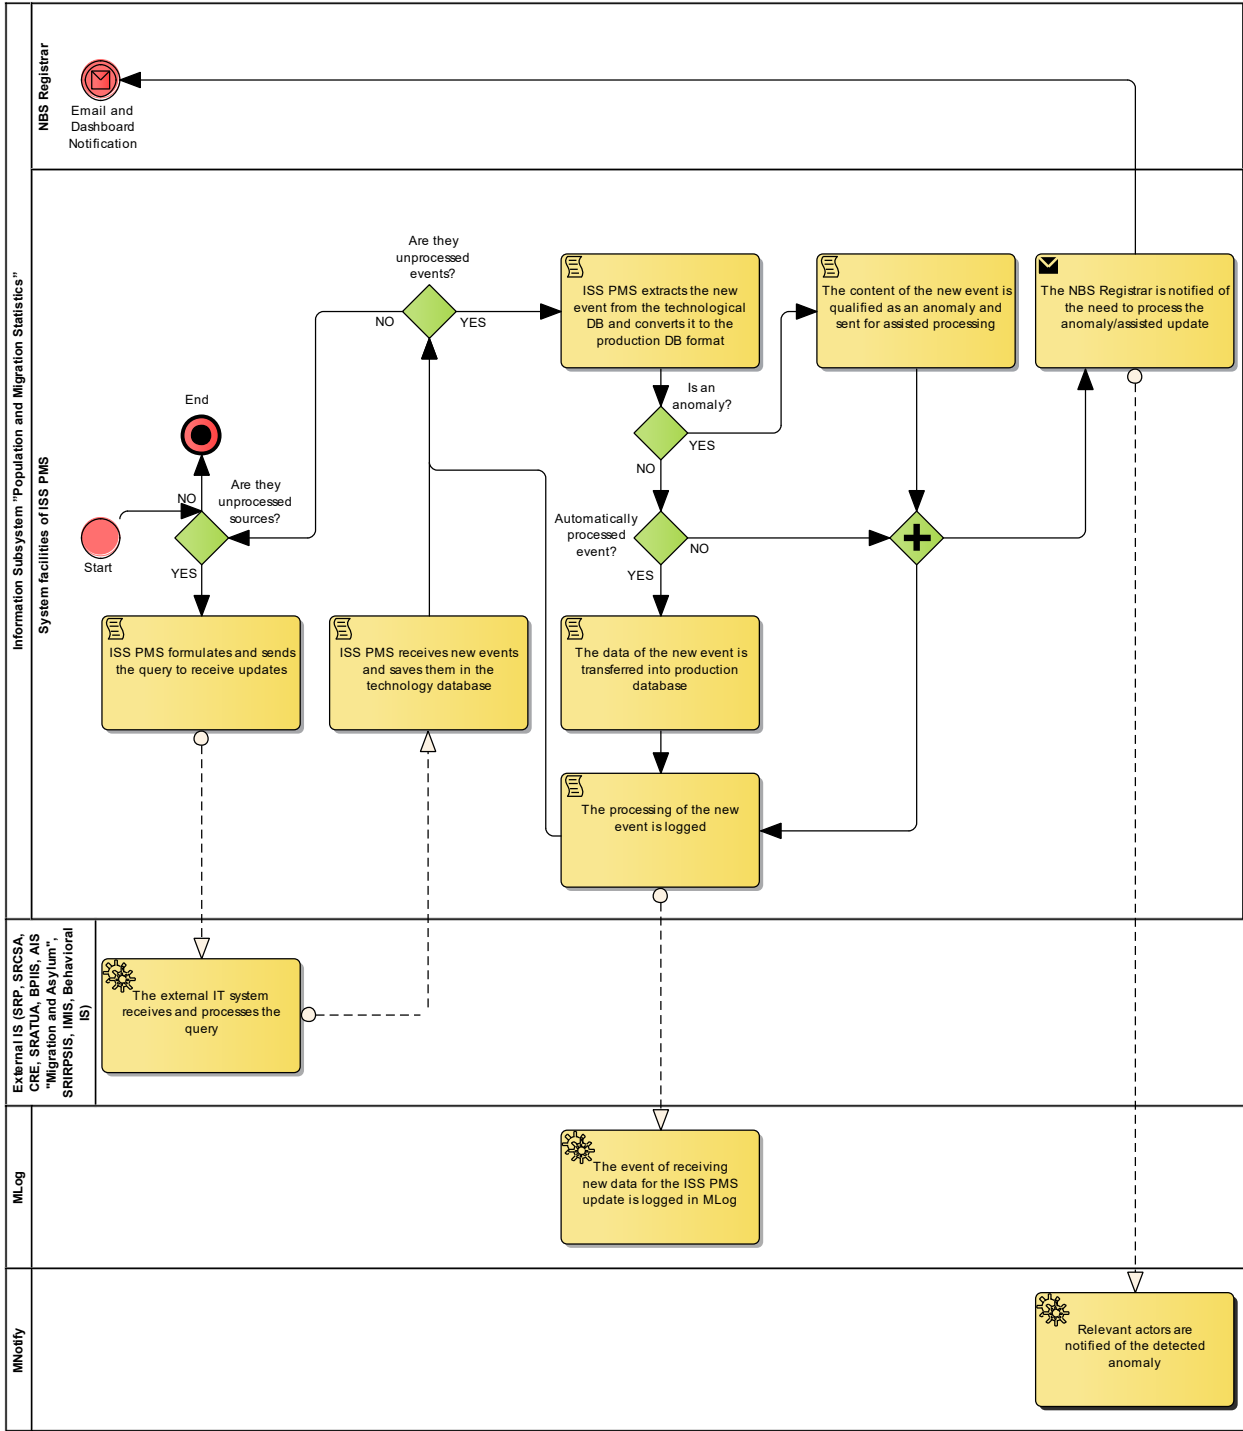 Information Subsystem "Population and Migration Statistics"
NBS Registrar
Email and
Dashboard
Notification
System facilities of ISS PMS
Are they
unprocessed
events?
NO
YES
ISS PMS extracts the new
event from the technological
DB and converts it to the
production DB format
The content of the new event is
qualified as an anomaly and
sent for assisted processing
The NBS Registrar is notified of
the need to process the
anomaly/assisted update
Is an
anomaly?
YES
NO
End
NO
Are they
unprocessed
sources?
Start
YES
Automatically
processed
event?
NO
YES
ISS PMS formulates and sends
the query to receive updates
ISS PMS receives new events
and saves them in the
technology database
The data of the new event is
transferred into production
database
The processing of the new
event is logged
External IS (SRP, SRCSA,
CRE, SRATUA, BPIIS, AIS
"Migration and Asylum",
SRIRPSIS, IMIS, Behavioral
IS)
The external IT system
receives and processes the
query
MLog
The event of receiving
new data for the ISS PMS
update is logged in MLog
MNotify
Relevant actors are
notified of the detected
anomaly